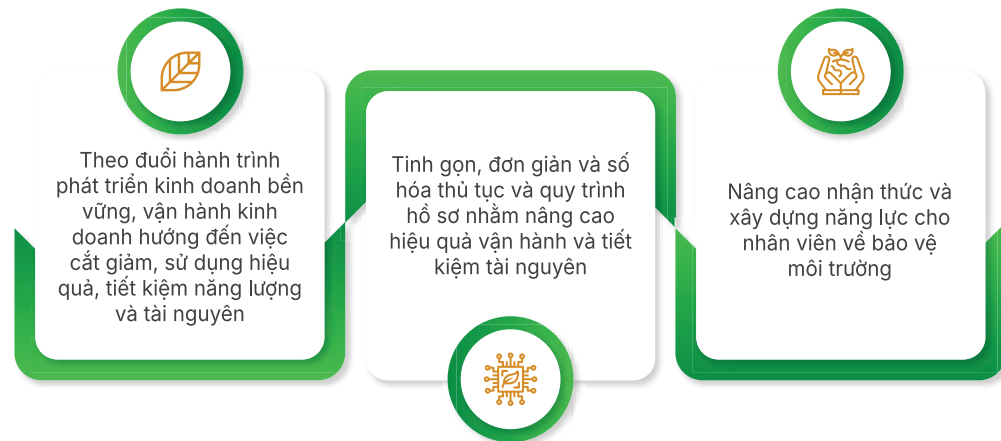 Theo đuổi hành trình
phát triển kinh doanh bền
vững, vận hành kinh
doanh hướng đến việc
cắt giảm, sử dụng hiệu
quả, tiết kiệm năng lượng
và tài nguyên
Tinh gọn, đơn giản và số
hóa thủ tục và quy trình
hồ sơ nhằm nâng cao
hiệu quả vận hành và tiết
kiệm tài nguyên
Nâng cao nhận thức và
xây dựng năng lực cho
nhân viên về bảo vệ
môi trường